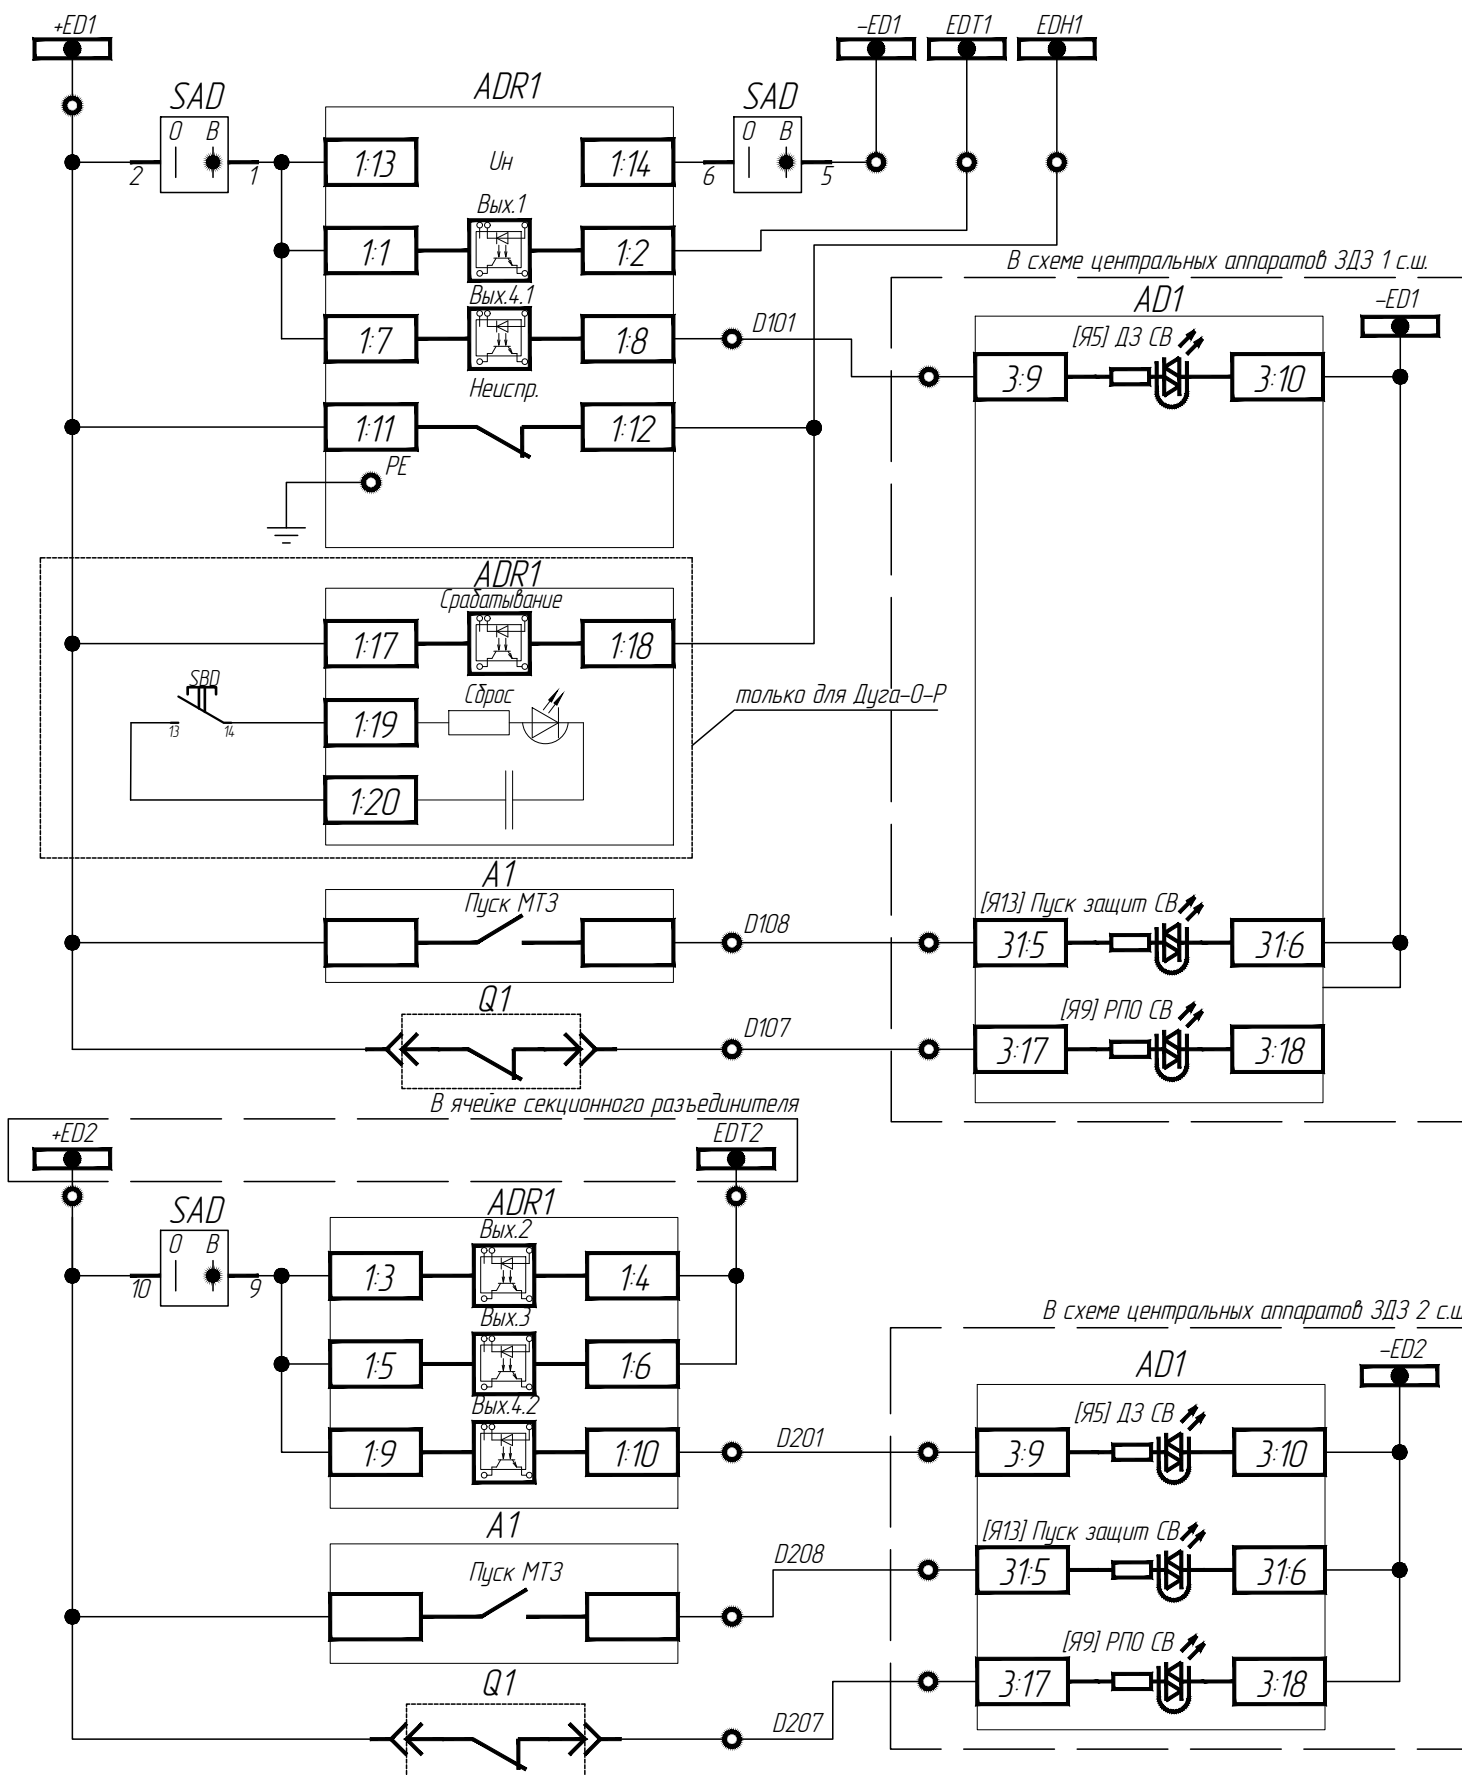 +ED1
-ED1
EDT1
EDH1
SAD
ADR1
SAD
О В
О В
2
1
1:13
Uн
1:14
6
5
Вых.1
1:1
1:2
В схеме центральных аппаратов ЗДЗ 1 с.ш.
Вых.4.1
1:7
1:8
D101
AD1
-ED1
[Я5] ДЗ СВ
3:9
3:10
Неиспр.
1:11
1:12
PE
ADR1
Срабатывание
1:17
1:18
SBD
13
14
Сброс
1:19
только для Дуга-О-Р
1:20
A1
Пуск МТЗ
D108
[Я13] Пуск защит СВ
31:5
31:6
Q1
D107
[Я9] РПО СВ
3:17
3:18
В ячейке секционного разъединителя
+ED2
EDT2
SAD
ADR1
О В
10
9
Вых.2
1:3
1:4
Вых.3
1:5
1:6
В схеме центральных аппаратов ЗДЗ 2 с.ш
AD1
-ED2
Вых.4.2
1:9
1:10
D201
[Я5] ДЗ СВ
3:9
3:10
A1
Пуск МТЗ
D208
[Я13] Пуск защит СВ
31:5
31:6
Q1
D207
[Я9] РПО СВ
3:17
3:18